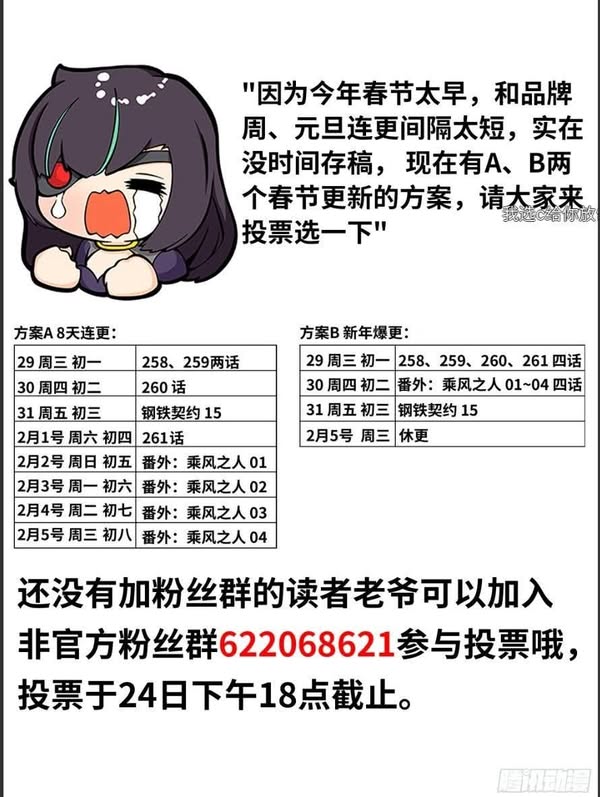 "因为今年春节太早，和品牌
周、元旦连更间隔太短，实在
没时间存稿， 现在有A、B两
个春节更新的方案，请大家来
我选c给你放
投票选一下"
方案A 8天连更：
29 周三 初一 258、259两话
30 周四 初二 260 话
31 周五 初三 钢铁契约 15
2月1号 周六 初四 261话
2月2号 周日 初五 番外：乘风之人 01
2月3号 周一 初六 番外：乘风之人 02
2月4号 周二 初七 番外：乘风之人 03
2月5号 周三 初八 番外：乘风之人 04
方案B 新年爆更：
29 周三 初一 258、259、260、261 四话
30 周四 初二 番外：乘风之人 01~04 四话
31 周五 初三 钢铁契约 15
2月5号 周三 休更
还没有加粉丝群的读者老爷可以加入
非官方粉丝群622068621参与投票哦，
投票于24日下午18点截止。
腾讯动漫